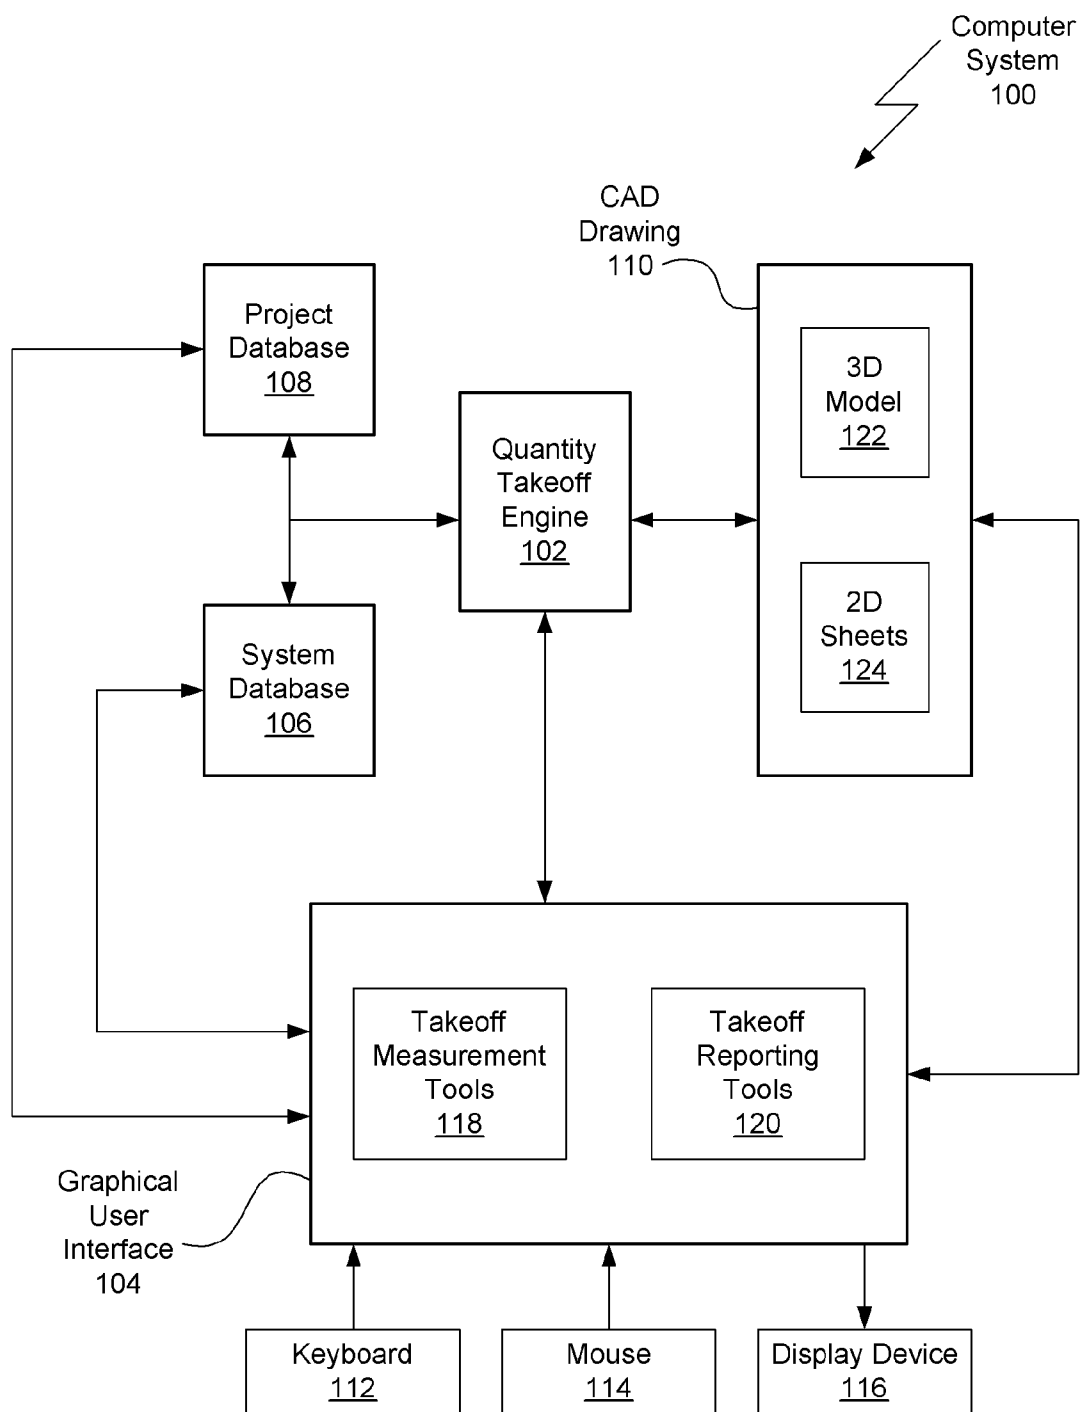 Computer
System
100
CAD
Drawing
110
Project
Database
108
3D
Model
122
Quantity
Takeoff
Engine
102
2D
Sheets
124
System
Database
106
Takeoff
Measurement
Tools
118
Takeoff
Reporting
Tools
120
Graphical
User
Interface
104
Keyboard
112
Mouse
114
Display Device
116